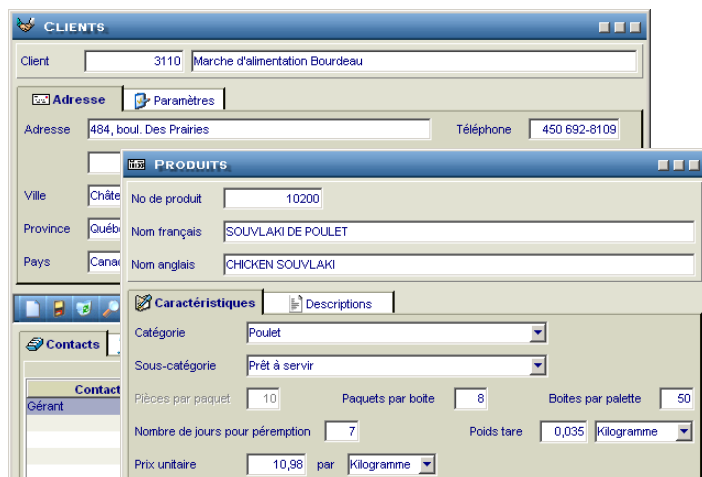 CLIENTS
Client 3110 Marche d'alimentation Bourdeau
Adresse Paramètres
Adresse 484, boul. Des Prairies Téléphone 450 692-8109
Ville
Province
Pays
Contacts
Contact
Gérant
PRODUITS
No de produit 10200
Nom français SOUVLAKI DE POULET
Nom anglais CHICKEN SOUVLAKI
Caractéristiques Descriptions
Catégorie Poulet
Sous-catégorie Prêt à servir
Pièces par paquet 10 Paquets par boite 8 Boites par palette 50
Nombre de jours pour péremption 7 Poids tare 0,035 Kilogramme
Prix unitaire 10,98 par Kilogramme